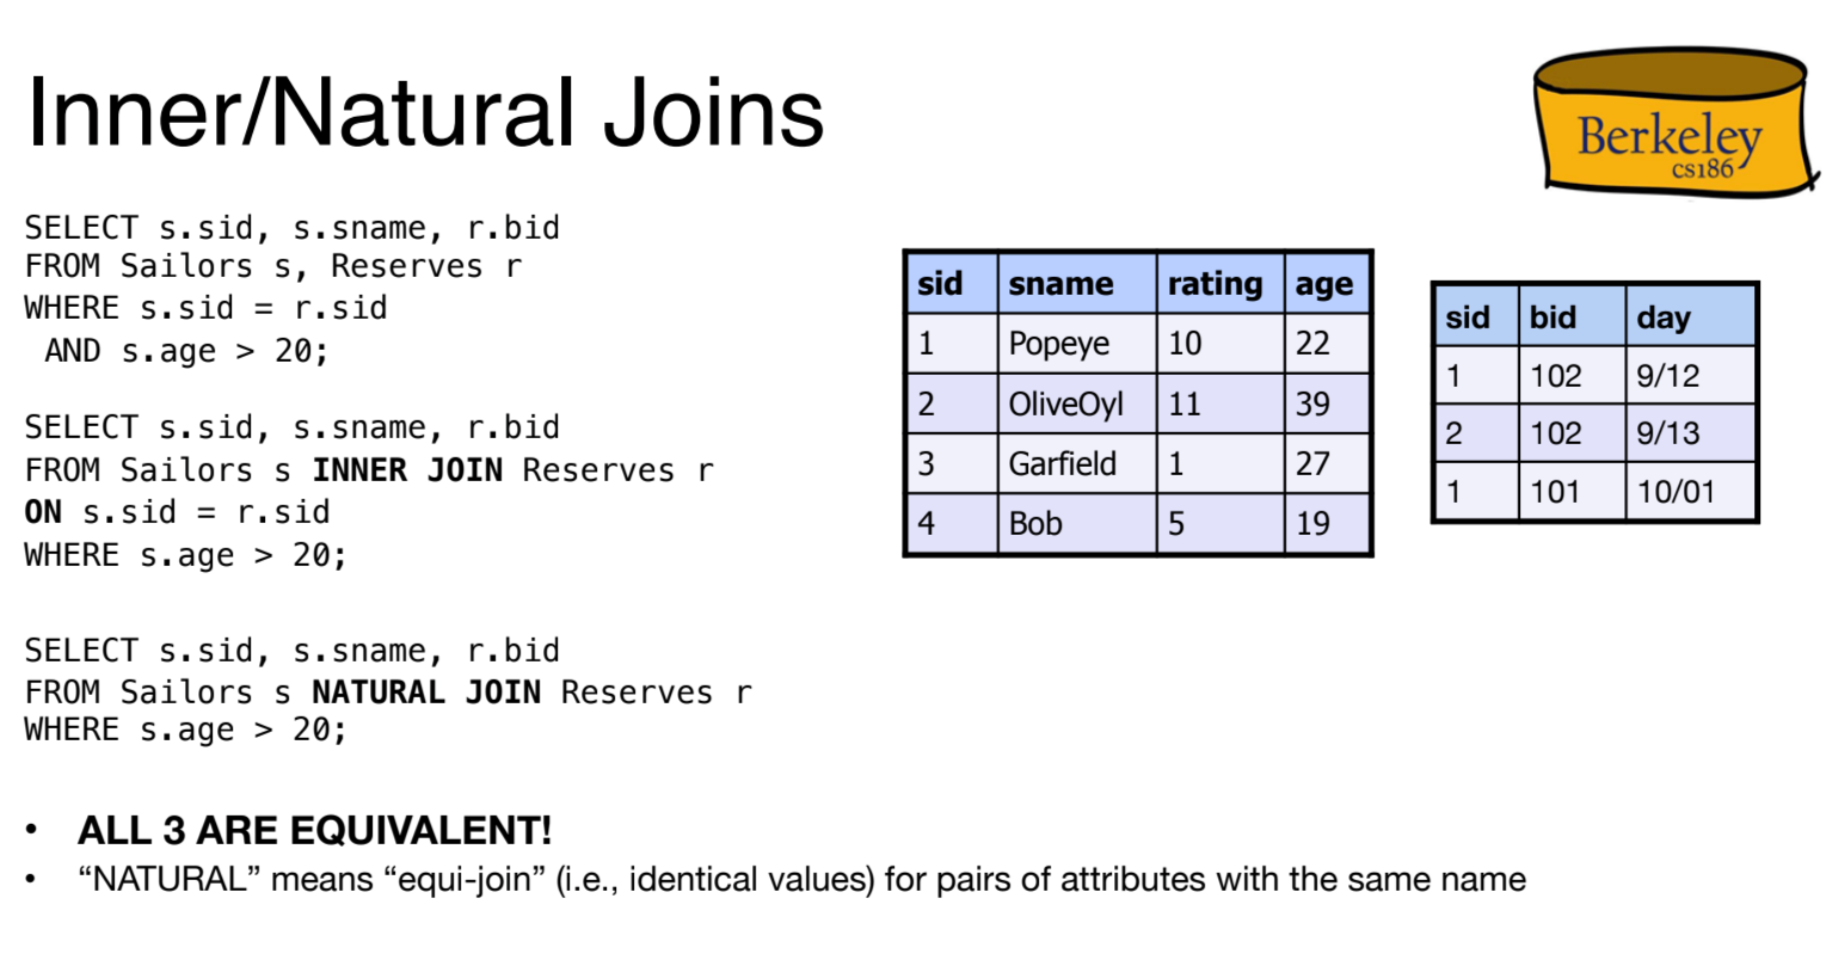 Inner/Natural Joins
Berkeley
cs186
SELECT s.sid, s.sname, r.bid
FROM Sailors s, Reserves r
WHERE s.sid = r.sid
AND s.age > 20;
SELECT s.sid, s.sname, r.bid
FROM Sailors s INNER JOIN Reserves r
ON s.sid = r.sid
WHERE s.age > 20;
SELECT s.sid, s.sname, r.bid
FROM Sailors s NATURAL JOIN Reserves r
WHERE s.age > 20;
sid sname rating age
1 Popeye 10 22
2 OliveOyl 11 39
3 Garfield 1 27
4 Bob 5 19
sid bid day
1 102 9/12
2 102 9/13
1 101 10/01
• ALL 3 ARE EQUIVALENT!
• “NATURAL” means “equi-join” (i.e., identical values) for pairs of attributes with the same name